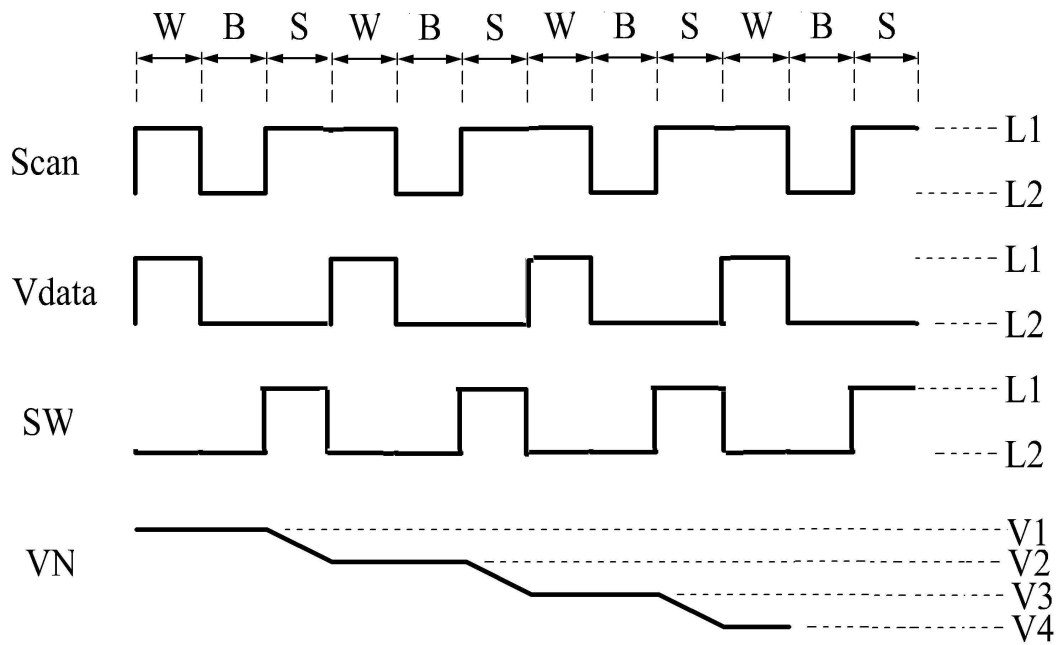 W B S W B S W B S W B S
Scan
L1
L2
Vdata
L1
L2
SW
L1
L2
VN
V1
V2
V3
V4